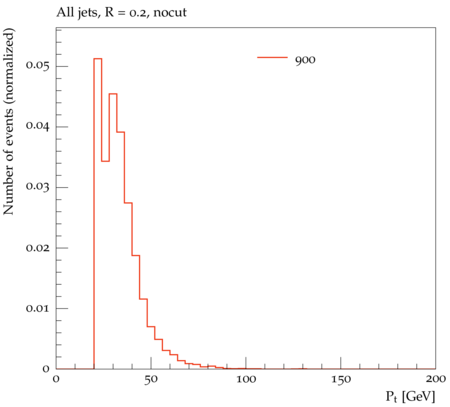 All jets, R = 0.2, nocut
Number of events (normalized)
900
0.05
0.04
0.03
0.02
0.01
0
0 50 100 150 200
Pt [GeV]